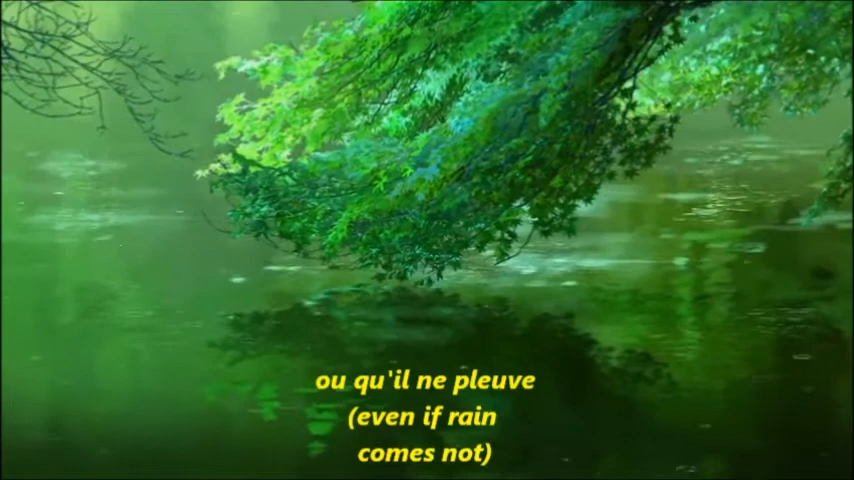 ou qu'il ne pleuve
(even if rain
comes not)